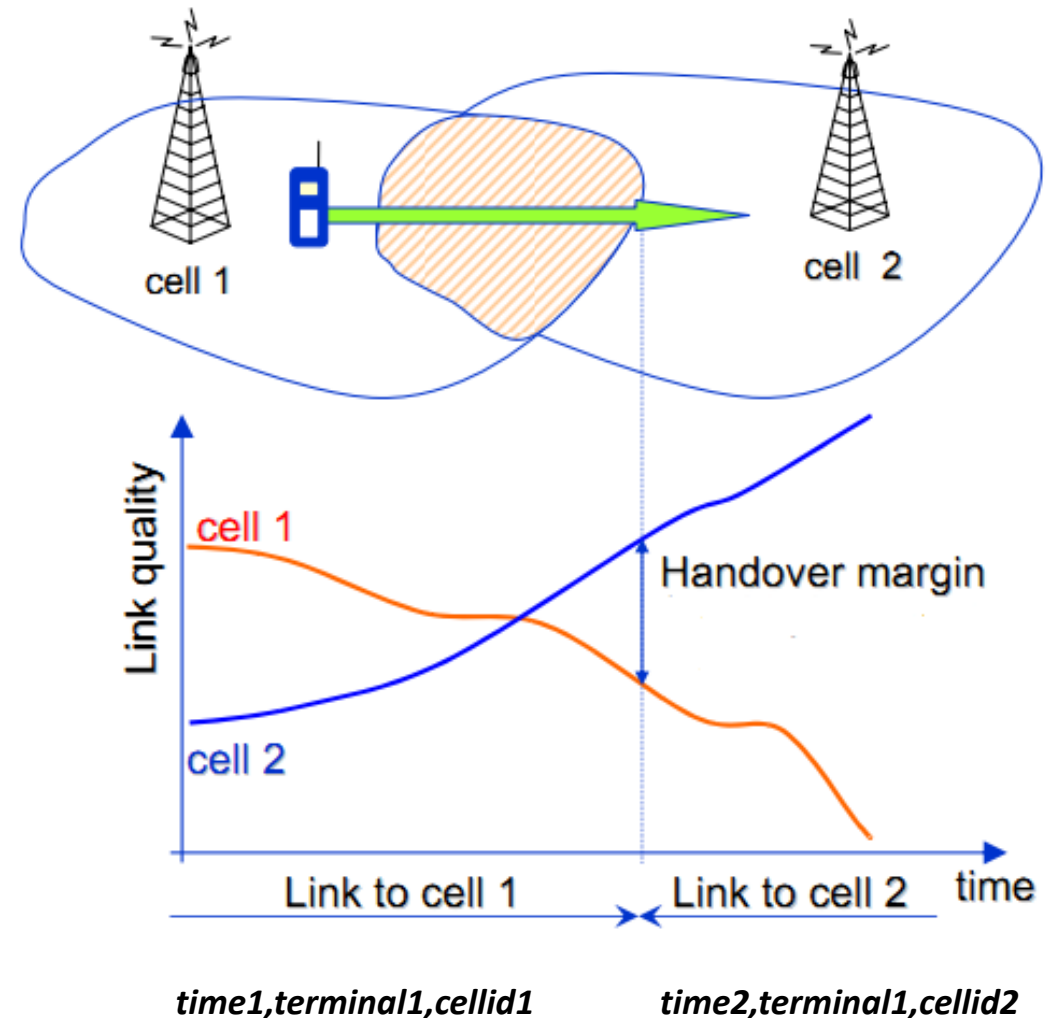 cell 1
cell 2
Link quality
cell 1
Handover margin
cell 2
Link to cell 1
Link to cell 2
time
time1,terminal1,cellid1
time2,terminal1,cellid2